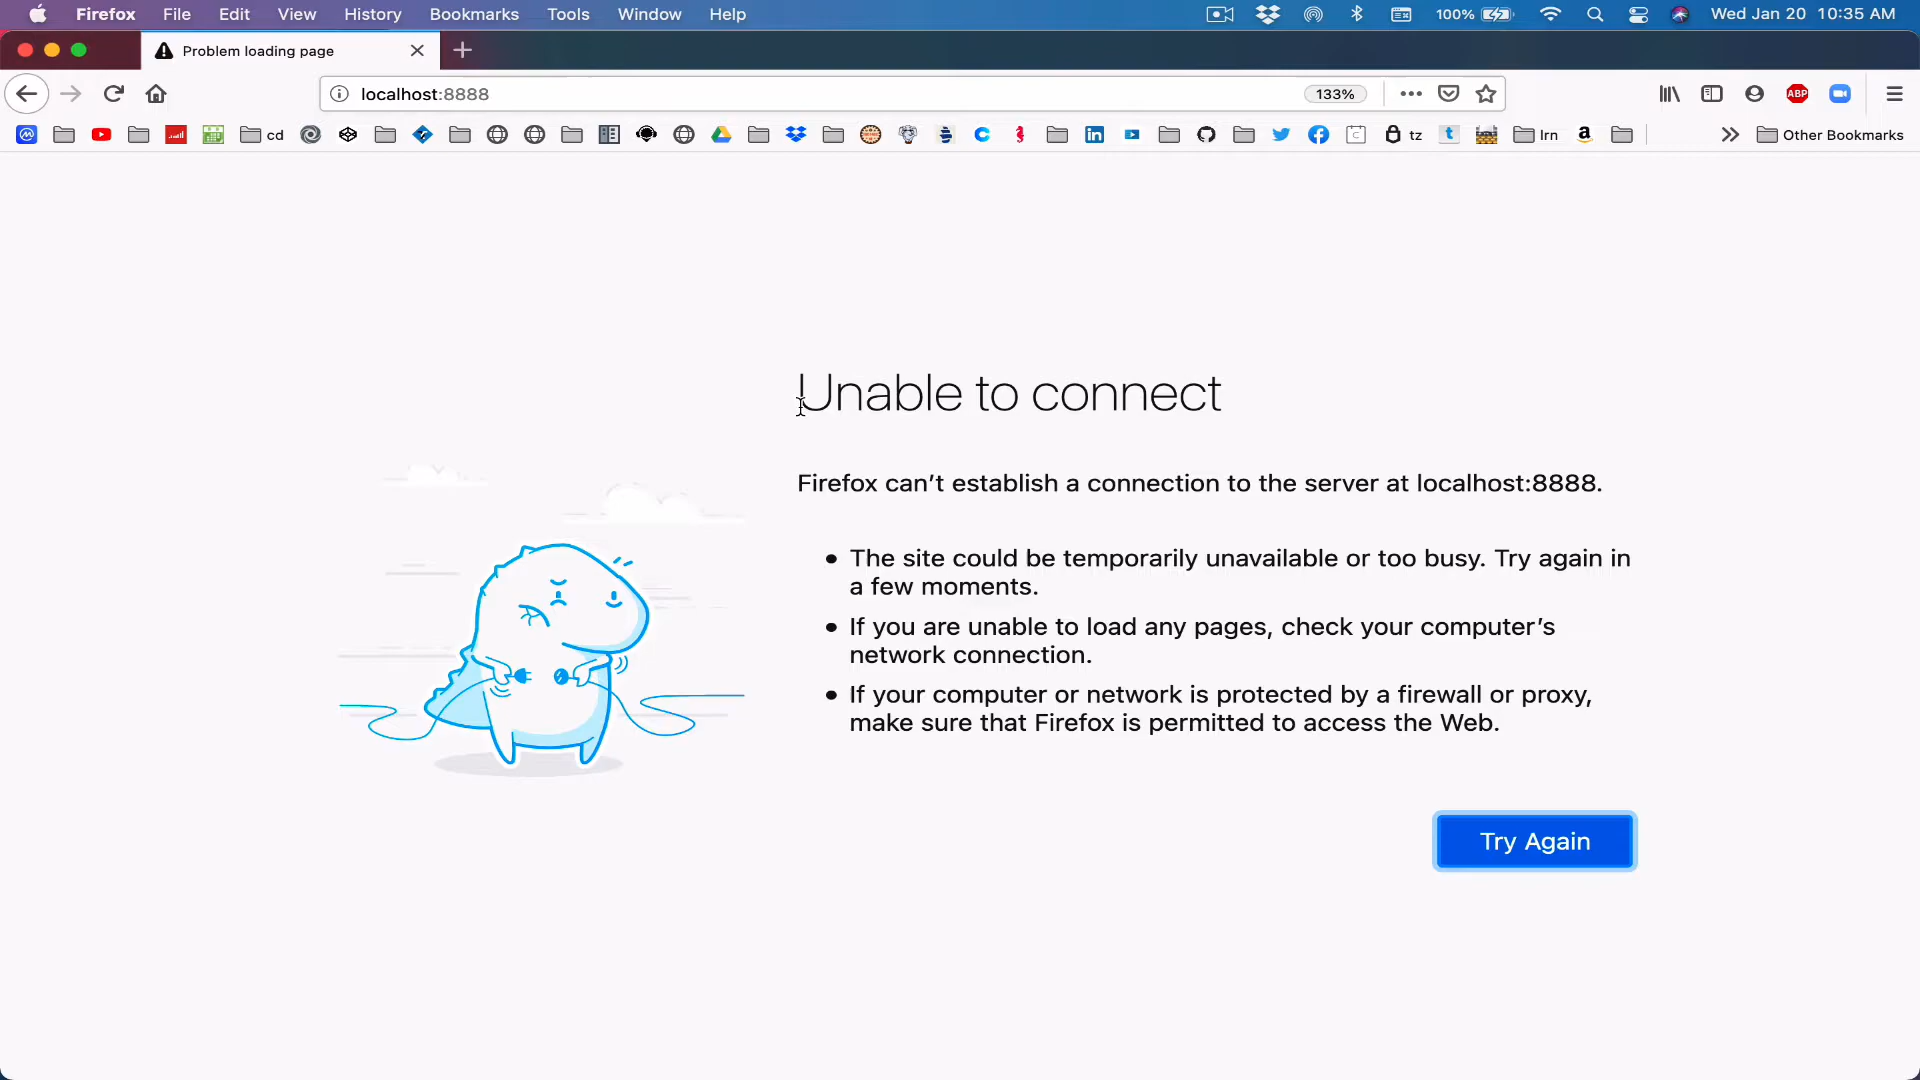 Firefox File Edit View History Bookmarks Tools Window Help 100% Wed Jan 20 10:35 AM
Problem loading page
localhost:8888 133% ABP
cd C tz t lrn a Other Bookmarks
Unable to connect
Firefox can’t establish a connection to the server at localhost:8888.
The site could be temporarily unavailable or too busy. Try again in
a few moments.
If you are unable to load any pages, check your computer’s
network connection.
If your computer or network is protected by a firewall or proxy,
make sure that Firefox is permitted to access the Web.
Try Again